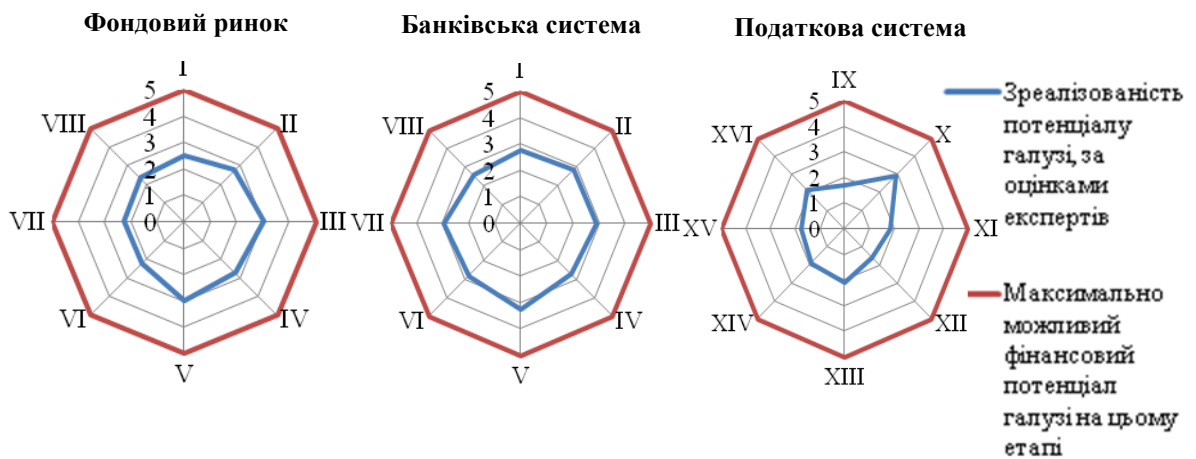 Фондовий ринок
I
II
III
IV
V
VI
VII
VIII
5
4
3
2
1
0
Банківська система
I
II
III
IV
V
VI
VII
VIII
5
4
3
2
1
0
Податкова система
IX
X
XI
XII
XIII
XIV
XV
XVI
5
4
3
2
1
0
Зреалізованість
потенціалу
галузі, за
оцінками
експертів
Максимально
можливий
фінансовий
потенціал
галузі на цьому
етапі